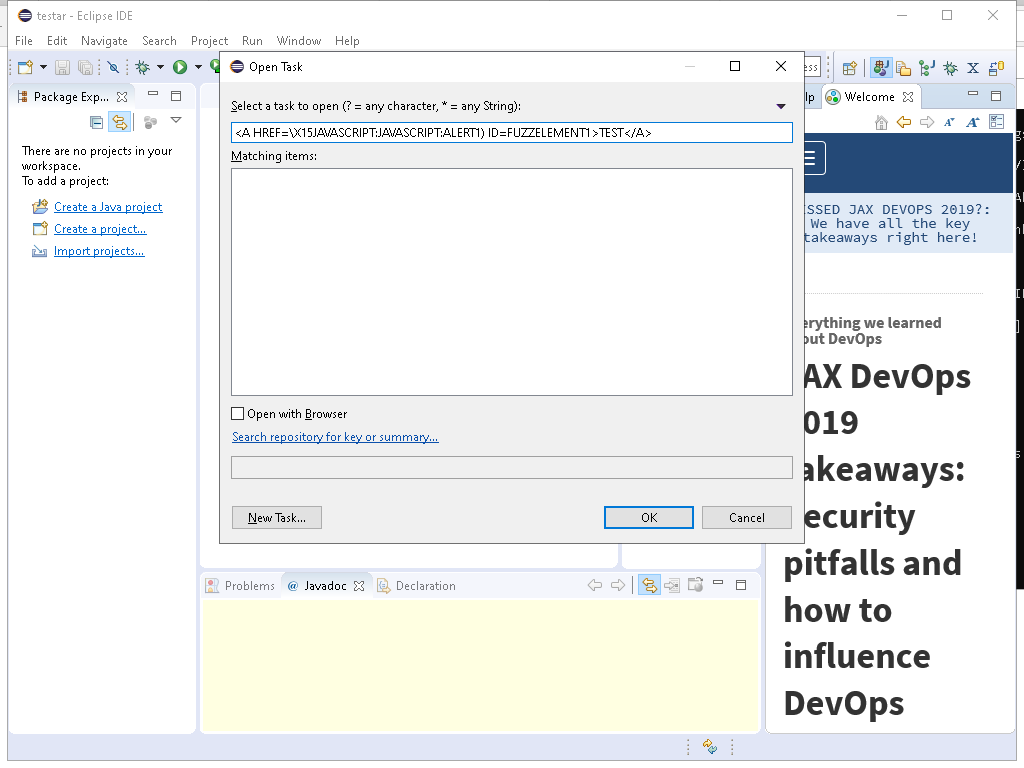 testar - Eclipse IDE
File Edit Navigate Search Project Run Window Help
Package Exp...
There are no projects in your
workspace.
To add a project:
Create a Java project
Create a project...
Import projects...
Open Task
Select a task to open (? = any character, * = any String):
<A HREF=\X15JAVASCRIPT:JAVASCRIPT:ALERT1) ID=FUZZELEMENT1>TEST</A>
Matching items:
Open with Browser
Search repository for key or summary...
New Task...
OK
Cancel
Welcome
SSED JAX DEVOPS 2019?:
We have all the key
takeaways right here!
erything we learned
out DevOps
AX DevOps
019
akeaways:
ecurity
pitfalls and
how to
influence
DevOps
Problems
@ Javadoc
Declaration